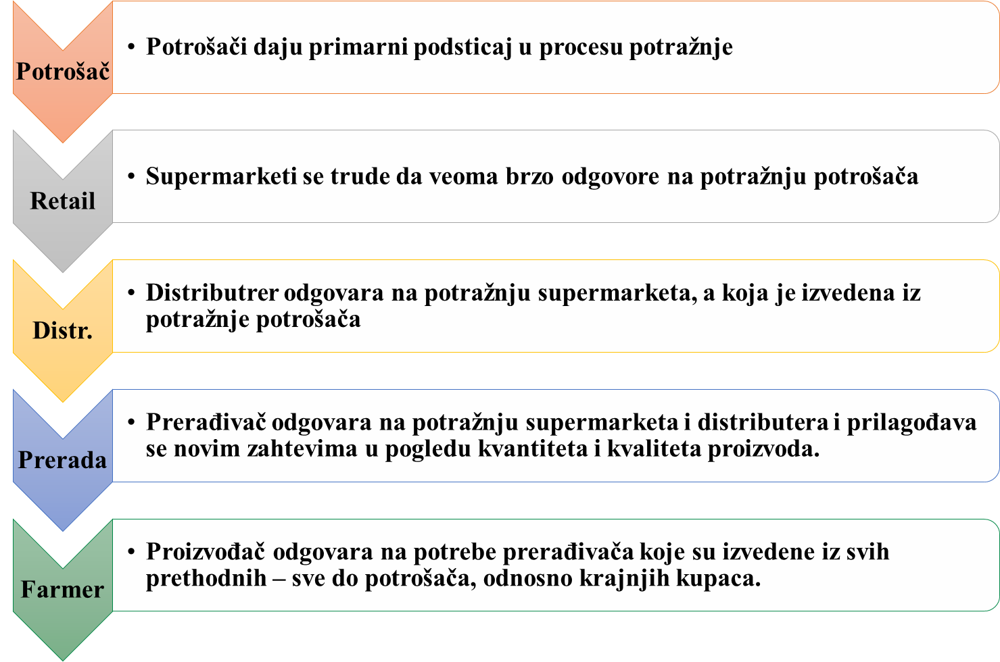 Potrošač
• Potrošači daju primarni podsticaj u procesu potražnje
Retail
• Supermarketi se trude da veoma brzo odgovore na potražnju potrošača
Distr.
• Distributrer odgovara na potražnju supermarketa, a koja je izvedena iz
potražnje potrošača
Prerada
• Prerađivač odgovara na potražnju supermarketa i distributera i prilagođava
se novim zahtevima u pogledu kvantiteta i kvaliteta proizvoda.
Farmer
• Proizvođač odgovara na potrebe prerađivača koje su izvedene iz svih
prethodnih – sve do potrošača, odnosno krajnjih kupaca.